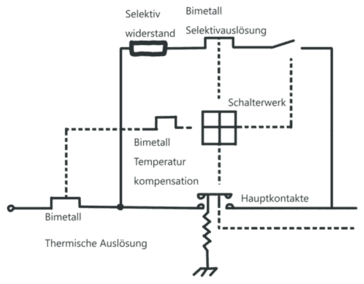 Selektiv
widerstand
Bimetall
Selektivauslösung
Schalterwerk
Bimetall
Temperatur
kompensation
Hauptkontakte
Bimetall
Thermische Auslösung